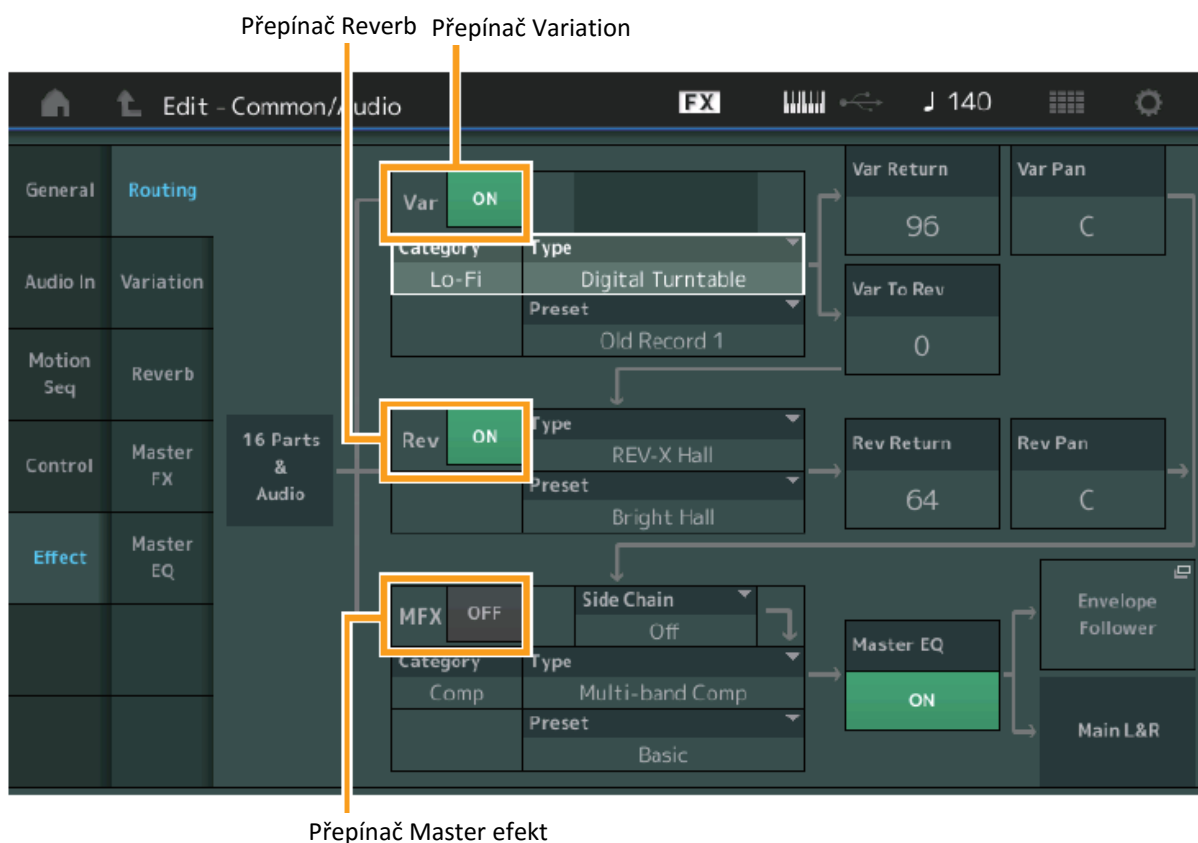 Přepínač Reverb Přepínač Variation
Edit - Common/Audio FX 140
General Routing
Audio In Variation
Motion
Seq
Reverb
Control Master
FX
Effect Master
EQ
16 Parts
&
Audio
Var ON
Category Type
Lo-Fi Digital Turntable
Preset
Old Record 1
Var Return
96
Var Pan
C
Var To Rev
0
Rev ON
Type
REV-X Hall
Preset
Bright Hall
Rev Return
64
Rev Pan
C
MFX OFF
Side Chain
Off
Category Type
Comp Multi-band Comp
Preset
Basic
Master EQ
ON
Envelope
Follower
Main L&R
Přepínač Master efekt